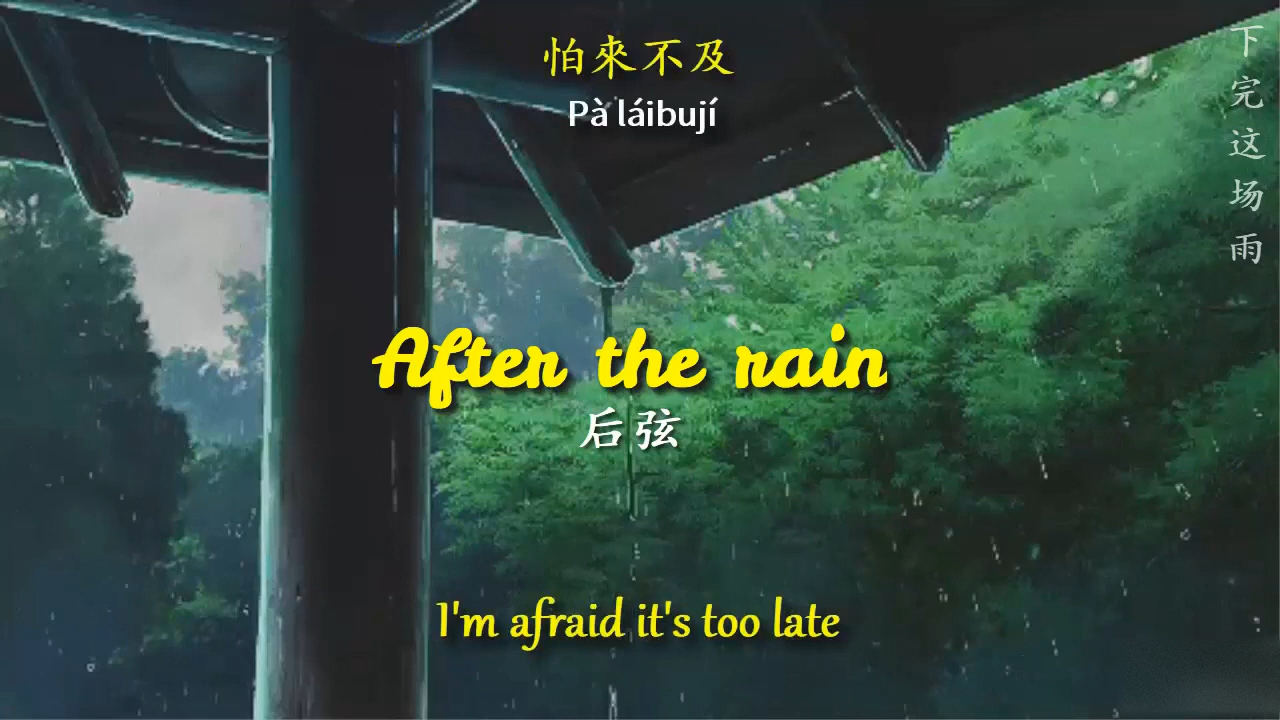 怕來不及
Pà láibují
下完这场雨
After the rain
后弦
I'm afraid it's too late